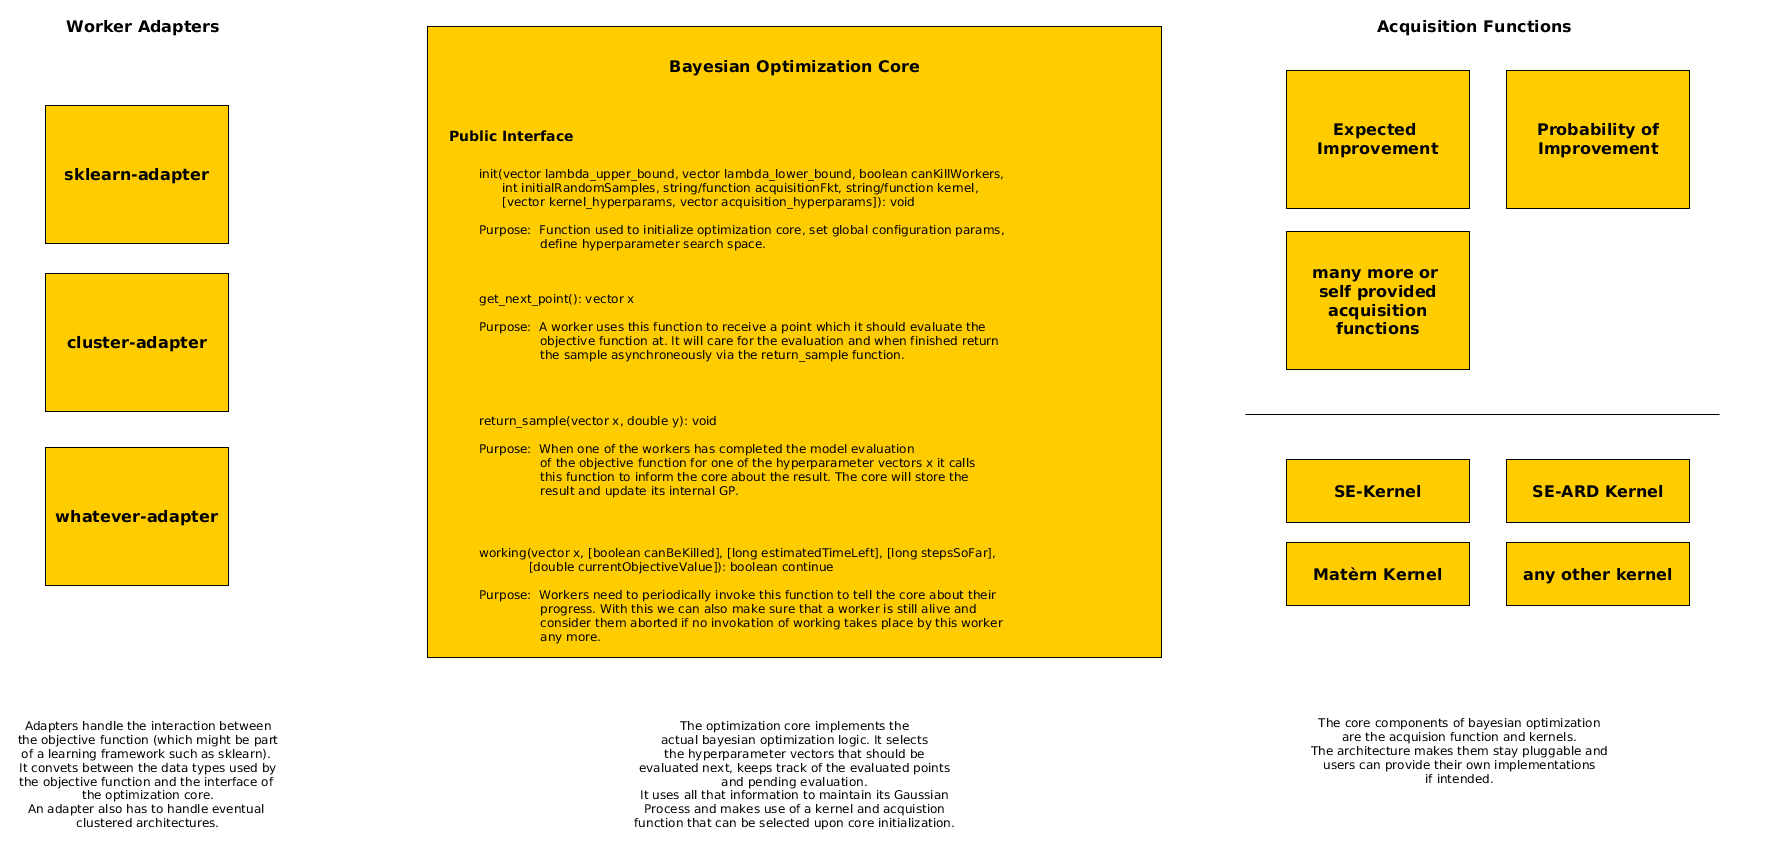 Worker Adapters
sklearn-adapter
cluster-adapter
whatever-adapter
Adapters handle the interaction between
the objective function (which might be part
of a learning framework such as sklearn).
It convets between the data types used by
the objective function and the interface of
the optimization core.
An adapter also has to handle eventual
clustered architectures.
Bayesian Optimization Core
Public Interface
init(vector lambda_upper_bound, vector lambda_lower_bound, boolean canKillWorkers,
int initialRandomSamples, string/function acquisitionFkt, string/function kernel,
[vector kernel_hyperparams, vector acquisition_hyperparams]): void
Purpose: Function used to initialize optimization core, set global configuration params,
define hyperparameter search space.
get_next_point(): vector x
Purpose: A worker uses this function to receive a point which it should evaluate the
objective function at. It will care for the evaluation and when finished return
the sample asynchroneously via the return_sample function.
return_sample(vector x, double y): void
Purpose: When one of the workers has completed the model evaluation
of the objective function for one of the hyperparameter vectors x it calls
this function to inform the core about the result. The core will store the
result and update its internal GP.
working(vector x, [boolean canBeKilled], [long estimatedTimeLeft], [long stepsSoFar],
[double currentObjectiveValue]): boolean continue
Purpose: Workers need to periodically invoke this function to tell the core about their
progress. With this we can also make sure that a worker is still alive and
consider them aborted if no invokation of working takes place by this worker
any more.
The optimization core implements the
actual bayesian optimization logic. It selects
the hyperparameter vectors that should be
evaluated next, keeps track of the evaluated points
and pending evaluation.
It uses all that information to maintain its Gaussian
Process and makes use of a kernel and acquistion
function that can be selected upon core initialization.
Acquisition Functions
Expected
Improvement
Probability of
Improvement
many more or
self provided
acquisition
functions
SE-Kernel
SE-ARD Kernel
Matèrn Kernel
any other kernel
The core components of bayesian optimization
are the acquision function and kernels.
The architecture makes them stay pluggable and
users can provide their own implementations
if intended.